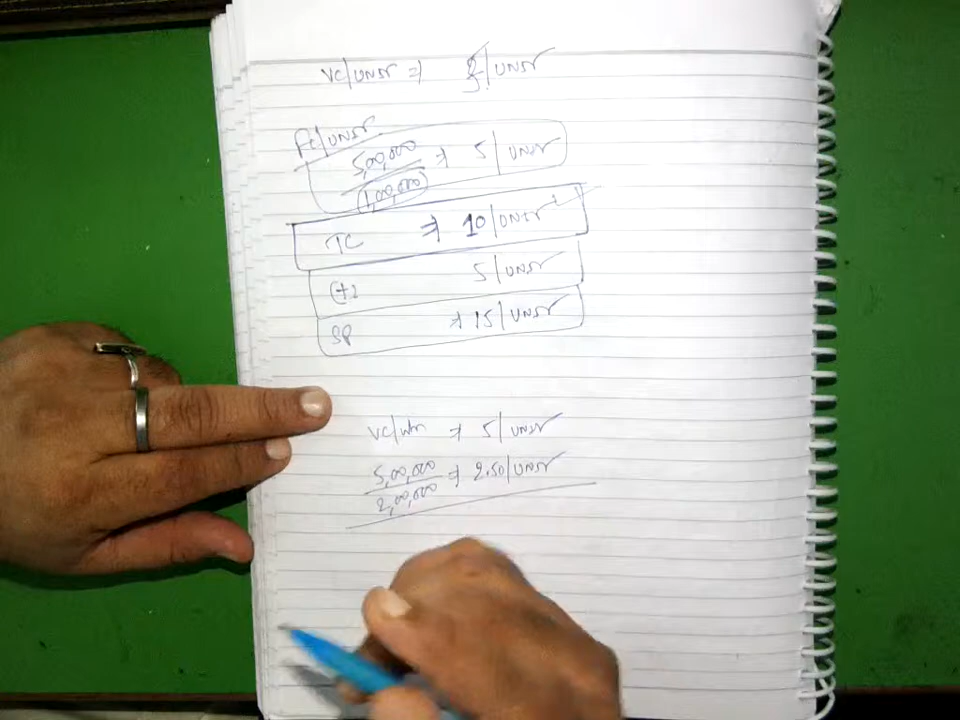 VC/UNIT ⇒ 5/UNIT
FC/UNIT
5,00,000 ⇒ 5/UNIT
1,00,000
TC ⇒ 10/UNIT
(+) 5/UNIT
SP ⇒ 15/UNIT
VC/Un ⇒ 5/UNIT
5,00,000 ⇒ 2.50/UNIT
2,00,000